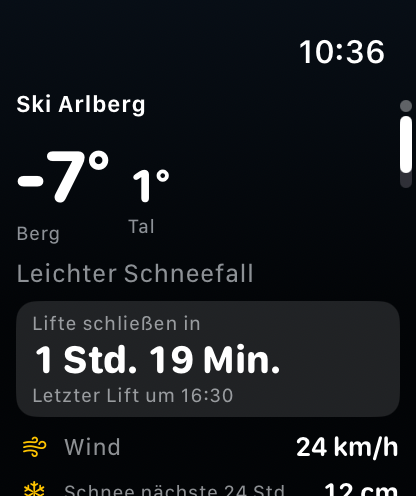 10:36
Ski Arlberg
-7° 1°
Berg Tal
Leichter Schneefall
Lifte schließen in
1 Std. 19 Min.
Letzter Lift um 16:30
Wind 24 km/h
Schnee nächste 24 Std 12 cm